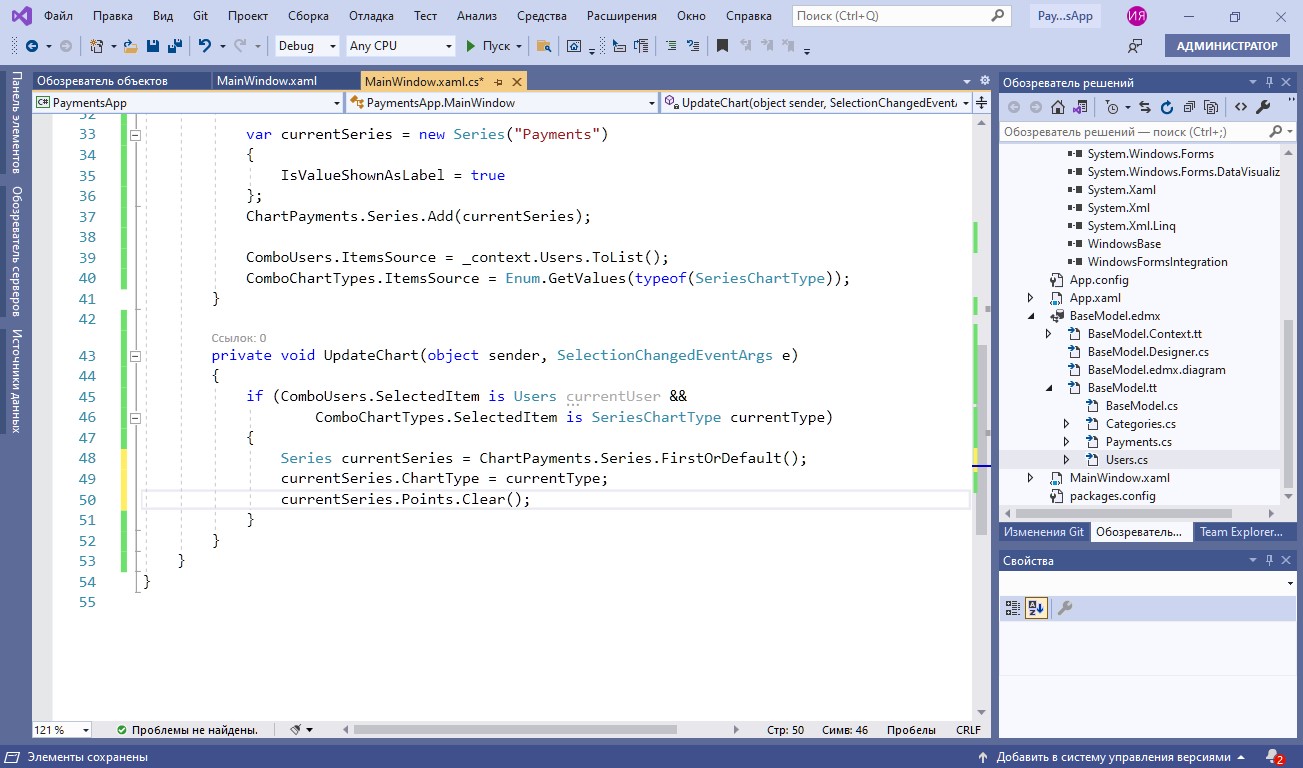 Файл Правка Вид Git Проект Сборка Отладка Тест Анализ Средства Расширения Окно Справка Поиск (Ctrl+Q) Pay...sApp ИЯ
Debug Any CPU Пуск АДМИНИСТРАТОР
Панель элементов
Обозреватель серверов
Источники данных
Обозреватель объектов MainWindow.xaml MainWindow.xaml.cs*
PaymentsApp PaymentsApp.MainWindow UpdateChart(object sender, SelectionChangedEventA
32
33 var currentSeries = new Series("Payments")
34 {
35 IsValueShownAsLabel = true
36 };
37 ChartPayments.Series.Add(currentSeries);
38
39 ComboUsers.ItemsSource = _context.Users.ToList();
40 ComboChartTypes.ItemsSource = Enum.GetValues(typeof(SeriesChartType));
41 }
42
Ссылок: 0
43 private void UpdateChart(object sender, SelectionChangedEventArgs e)
44 {
45 if (ComboUsers.SelectedItem is Users currentUser &&
46 ComboChartTypes.SelectedItem is SeriesChartType currentType)
47 {
48 Series currentSeries = ChartPayments.Series.FirstOrDefault();
49 currentSeries.ChartType = currentType;
50 currentSeries.Points.Clear();
51 }
52 }
53 }
54 }
55
121 % Проблемы не найдены. Стр: 50 Симв: 46 Пробелы CRLF
Обозреватель решений
Обозреватель решений — поиск (Ctrl+;)
System.Windows.Forms
System.Windows.Forms.DataVisualiz
System.Xaml
System.Xml
System.Xml.Linq
WindowsBase
WindowsFormsIntegration
App.config
App.xaml
BaseModel.edmx
BaseModel.Context.tt
BaseModel.Designer.cs
BaseModel.edmx.diagram
BaseModel.tt
BaseModel.cs
Categories.cs
Payments.cs
Users.cs
MainWindow.xaml
packages.config
Изменения Git Обозреватель... Team Explorer...
Свойства
Элементы сохранены Добавить в систему управления версиями 2